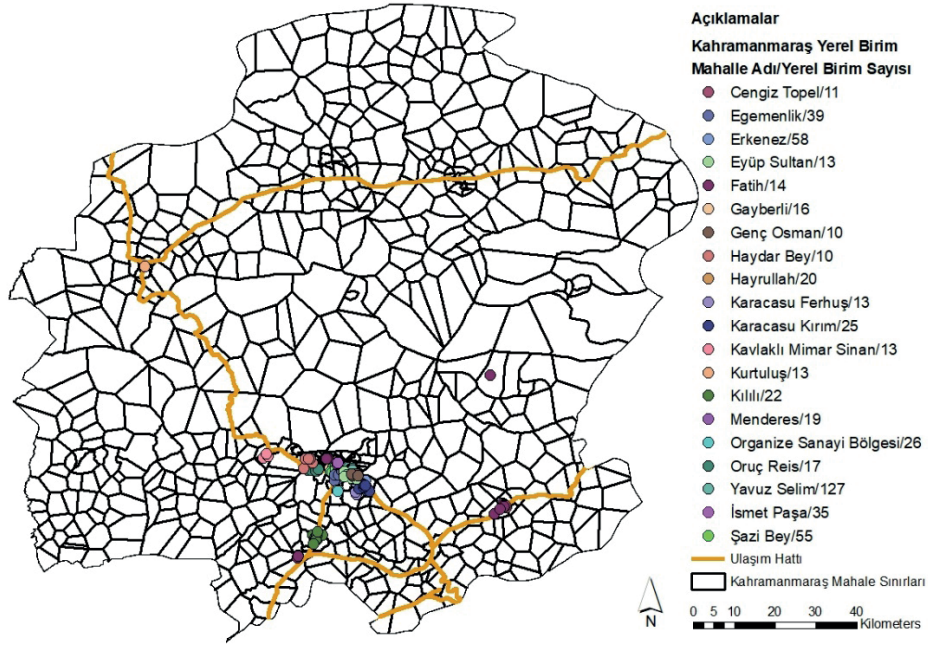 Açıklamalar
Kahramanmaraş Yerel Birim
Mahalle Adı/Yerel Birim Sayısı
Cengiz Topel/11
Egemenlik/39
Erkenez/58
Eyüp Sultan/13
Fatih/14
Gayberli/16
Genç Osman/10
Haydar Bey/10
Hayrullah/20
Karacasu Ferhuş/13
Karacasu Kırım/25
Kavlaklı Mimar Sinan/13
Kurtuluş/13
Kılılı/22
Menderes/19
Organize Sanayi Bölgesi/26
Oruç Reis/17
Yavuz Selim/127
İsmet Paşa/35
Şazi Bey/55
Ulaşım Hattı
Kahramanmaraş Mahale Sınırları
N
0 5 10 20 30 40
Kilometers